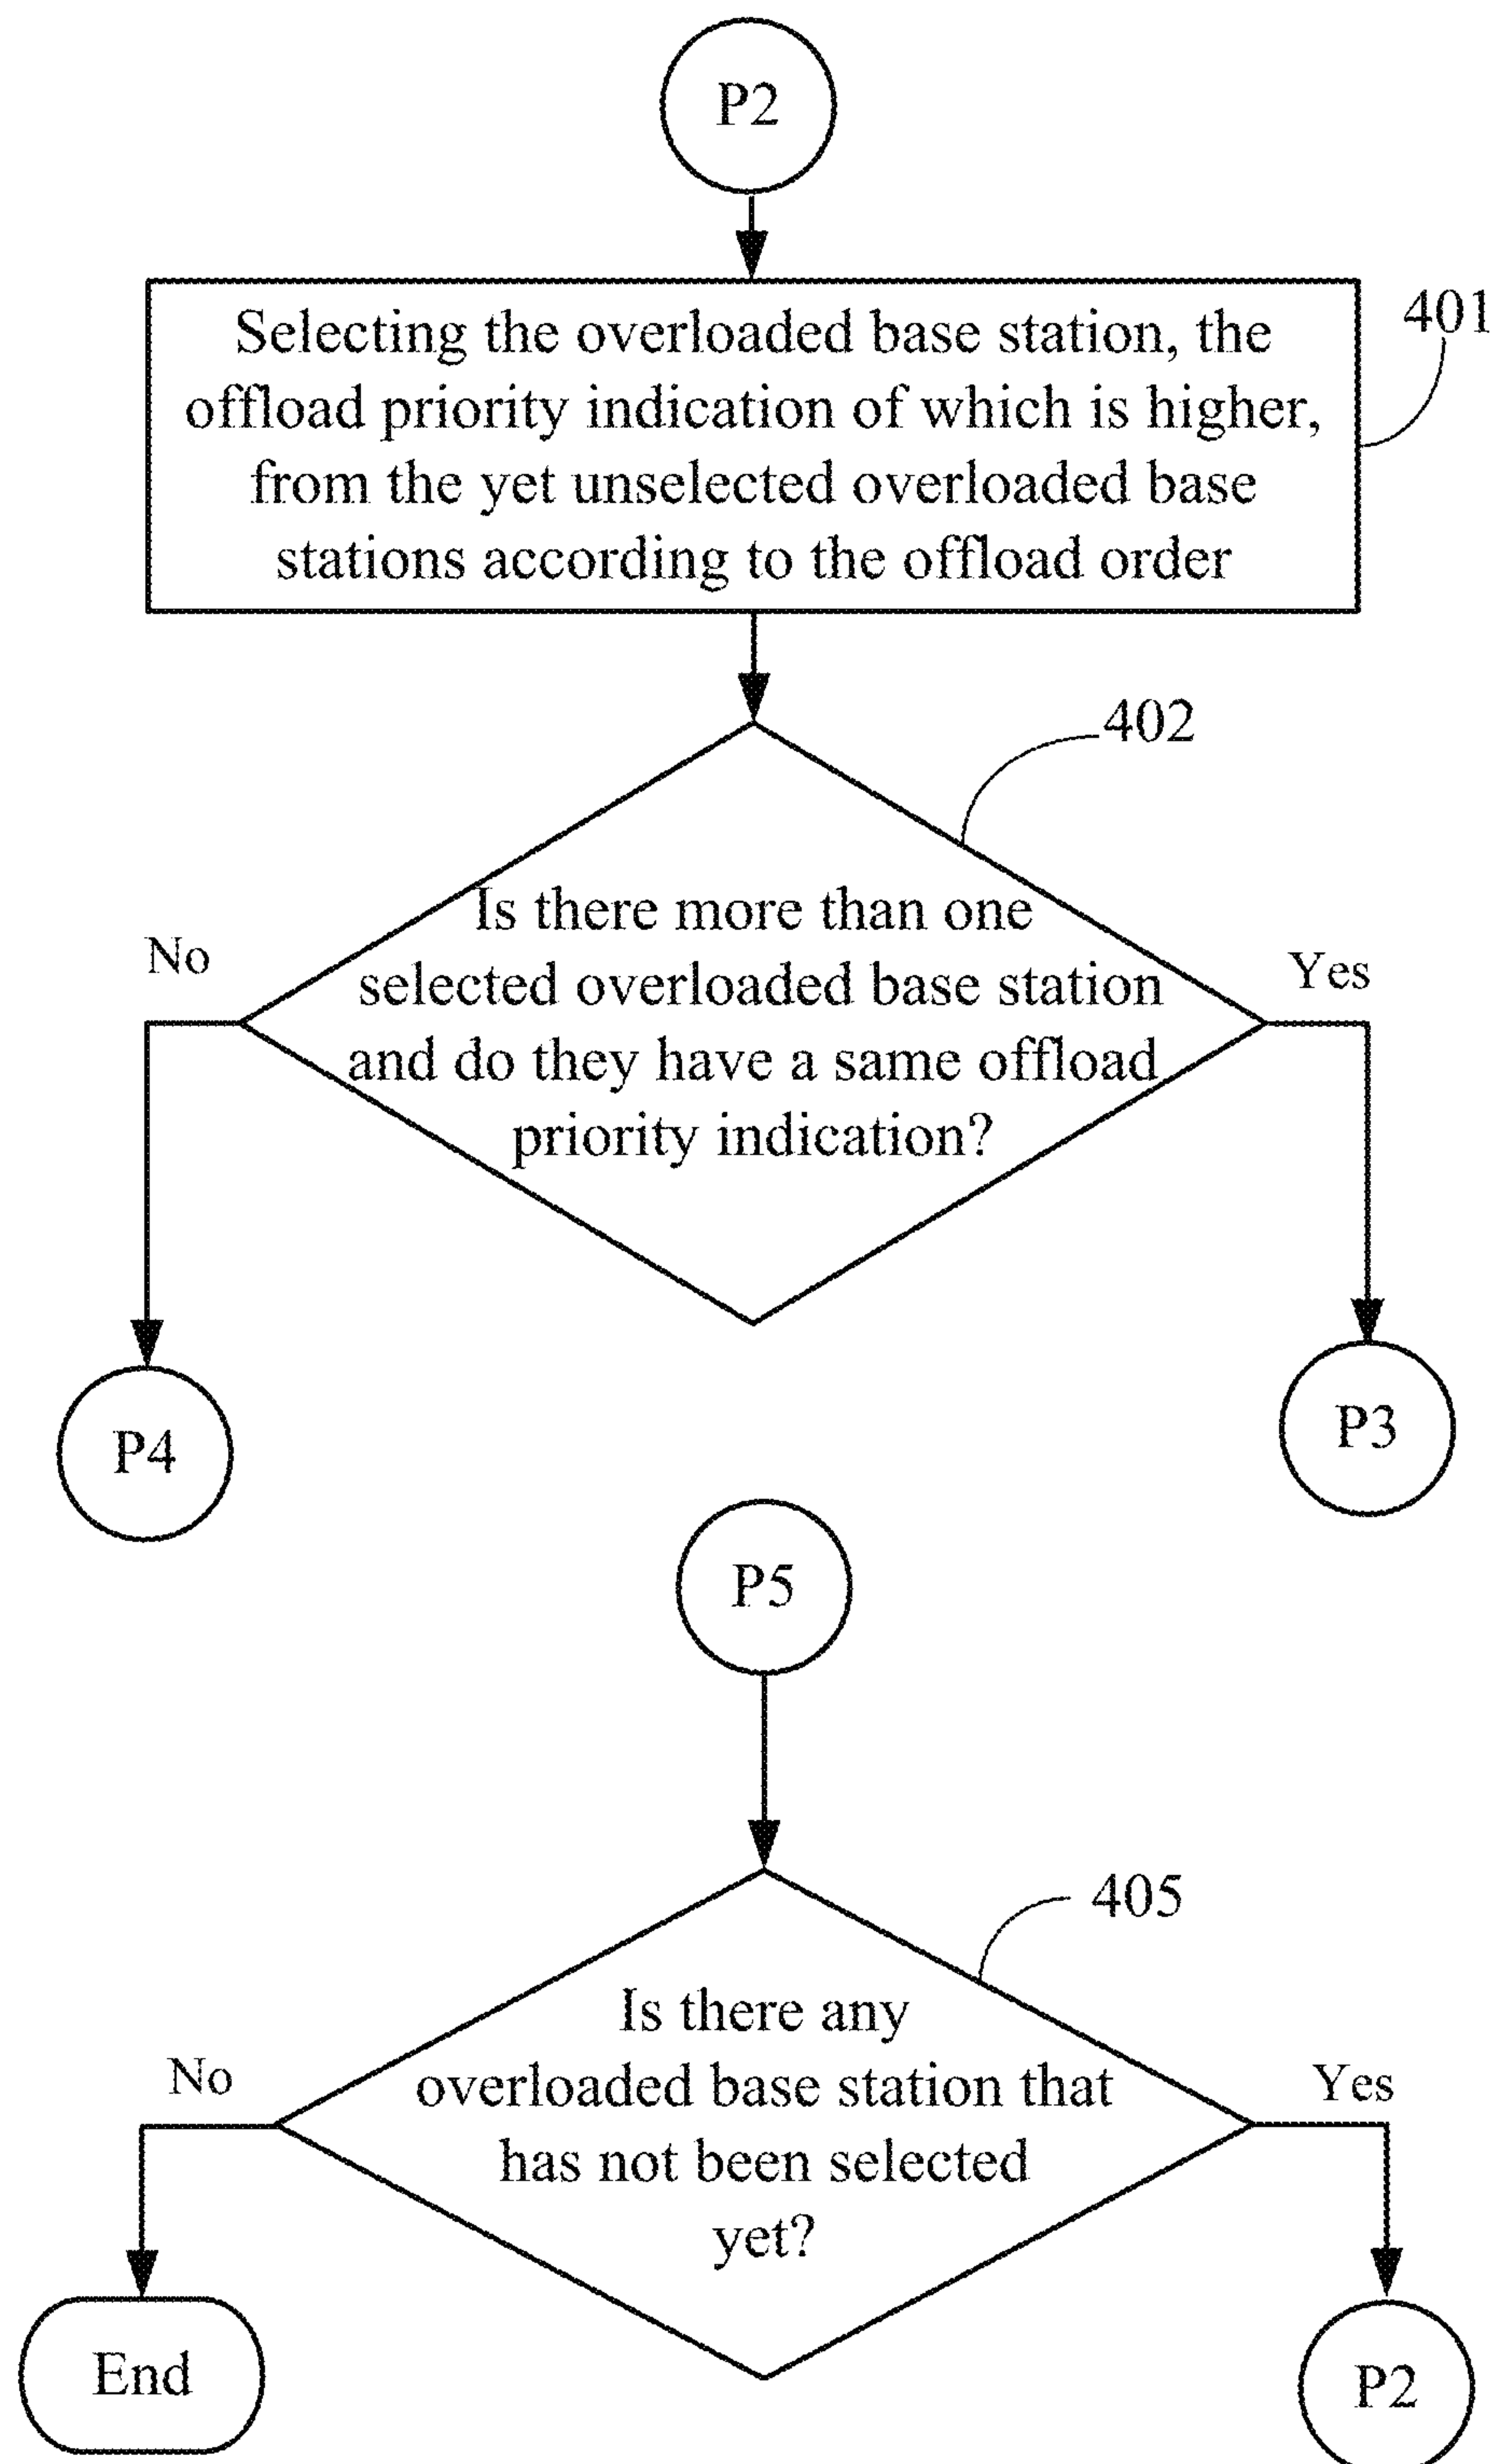 P2
Selecting the overloaded base station, the
offload priority indication of which is higher,
from the yet unselected overloaded base
stations according to the offload order
401
402
Is there more than one
selected overloaded base station
and do they have a same offload
priority indication?
No
Yes
P4
P3
P5
405
Is there any
overloaded base station that
has not been selected
yet?
No
Yes
End
P2